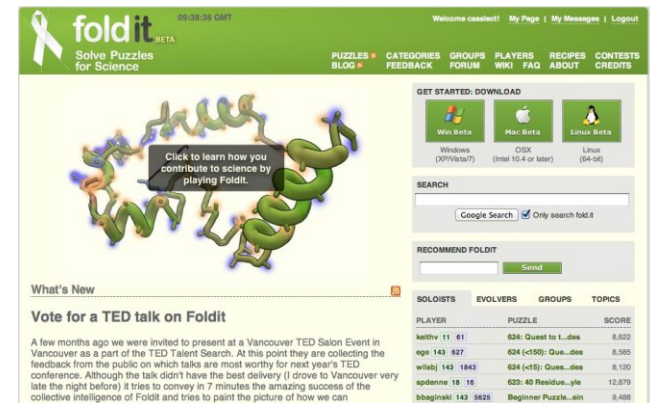 foldit BETA
09:38:38 GMT
Welcome casslect! My Page | My Messages | Logout
Solve Puzzles
for Science
PUZZLES CATEGORIES GROUPS PLAYERS RECIPES CONTESTS
BLOG FEEDBACK FORUM WIKI FAQ ABOUT CREDITS
Click to learn how you
contribute to science by
playing Foldit.
GET STARTED: DOWNLOAD
Win Beta Mac Beta Linux Beta
Windows OSX Linux
(XP/Vista/7) (Intel 10.4 or later) (64-bit)
SEARCH
Google Search Only search fold.it
RECOMMEND FOLDIT
Send
What's New
Vote for a TED talk on Foldit
A few months ago we were invited to present at a Vancouver TED Salon Event in
Vancouver as a part of the TED Talent Search. At this point they are collecting the
feedback from the public on which talks are most worthy for next year's TED
conference. Although the talk didn't have the best delivery (I drove to Vancouver very
late the night before) it tries to convey in 7 minutes the amazing success of the
collective intelligence of Foldit and tries to paint the picture of how we can
SOLOISTS EVOLVERS GROUPS TOPICS
PLAYER PUZZLE SCORE
keithv 11 61 624: Quest to t...des 8,622
ege 143 627 624 (<150): Que...des 8,585
wilsbj 143 1843 624 (<15): Ques...des 8,120
spdenne 18 16 623: 40 Residue...yle 12,879
bbaginski 143 5625 Beginner Puzzle...ein 9,488